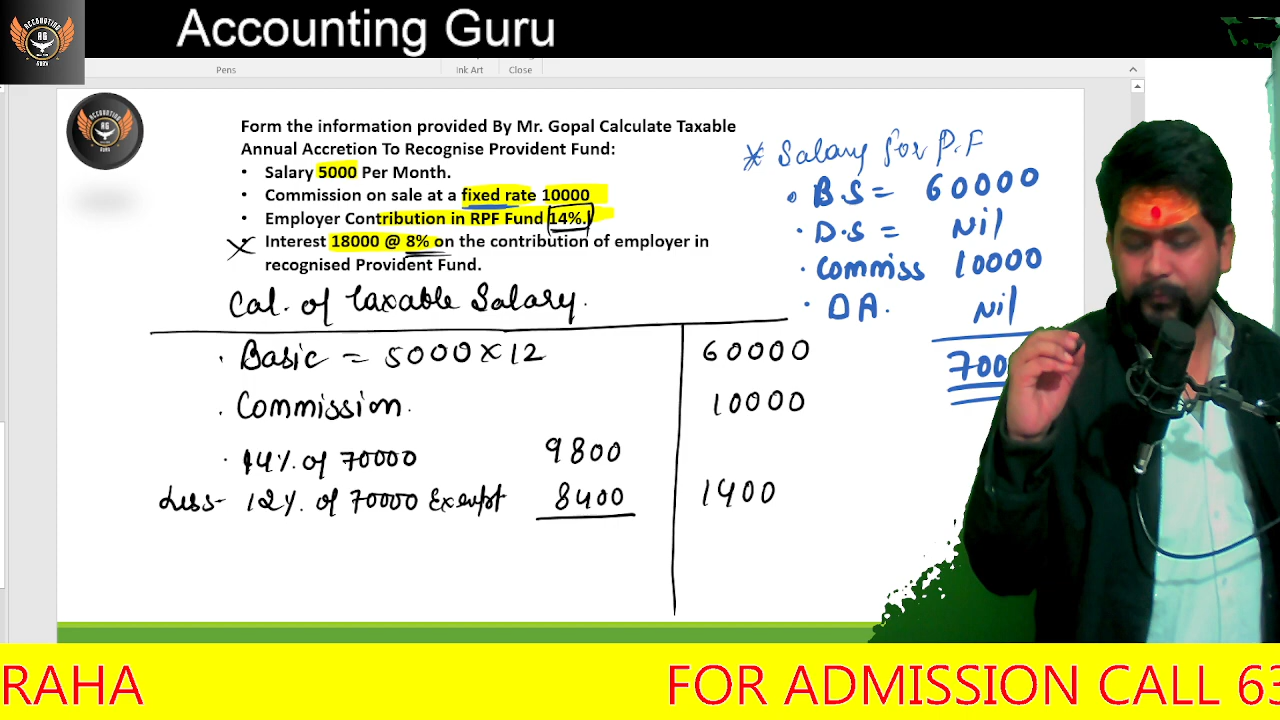 Accounting Guru
Pens
Ink Art
Close
Form the information provided By Mr. Gopal Calculate Taxable
Annual Accretion To Recognise Provident Fund:
• Salary 5000 Per Month.
• Commission on sale at a fixed rate 10000
• Employer Contribution in RPF Fund 14%.
• Interest 18000 @ 8% on the contribution of employer in
recognised Provident Fund.
* Salary for P.F
• B.S = 60000
• D.S = Nil
• Commiss 10000
• DA. Nil
700
Cal. of Taxable Salary.
• Basic = 5000 × 12 60000
• Commission. 10000
• 14% of 70000 9800
Less- 12% of 70000 Exempt 8400 1400
RAHA FOR ADMISSION CALL 63